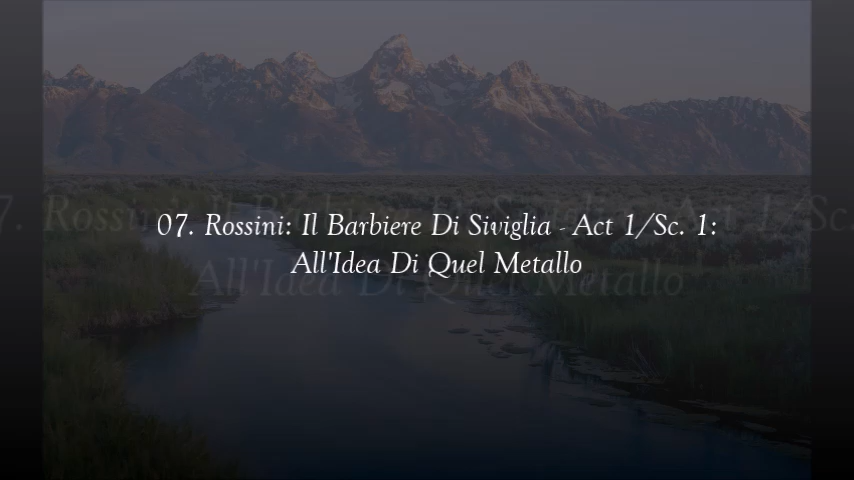 07. Rossini: Il Barbiere Di Siviglia - Act 1/Sc. 1:
All'Idea Di Quel Metallo